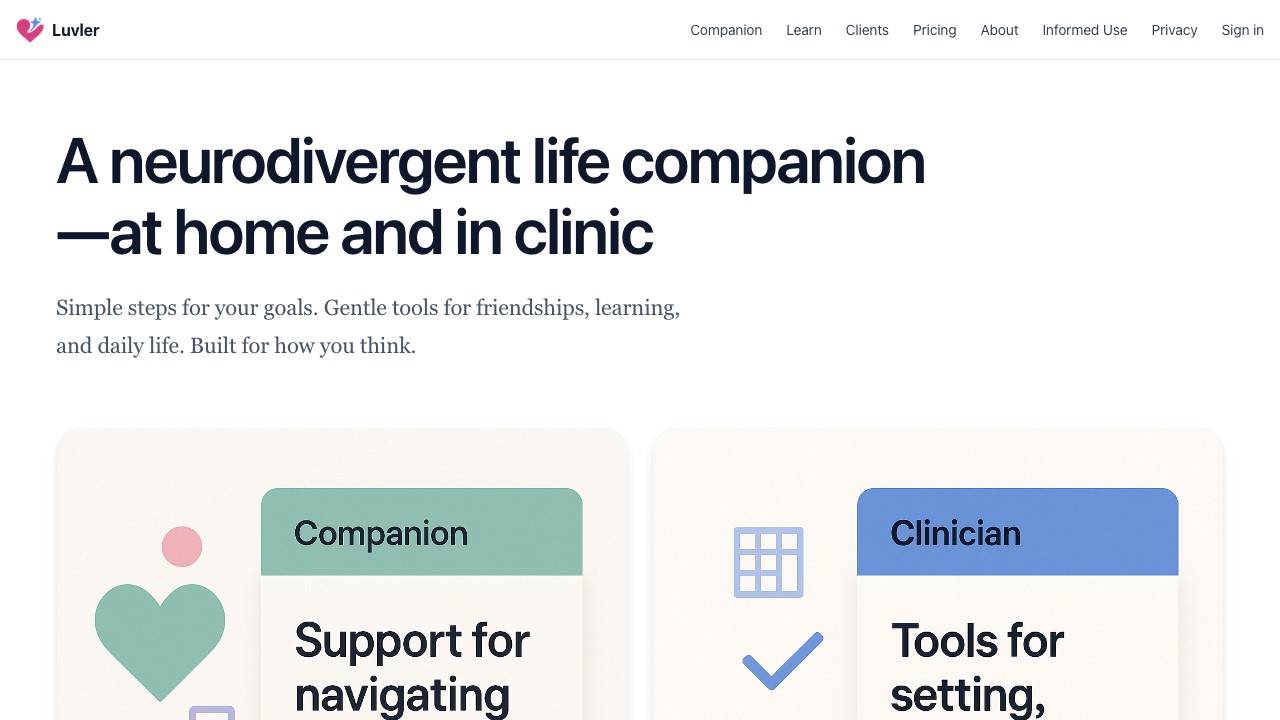 Luvler
Companion
Learn
Clients
Pricing
About
Informed Use
Privacy
Sign in
A neurodivergent life companion
—at home and in clinic
Simple steps for your goals. Gentle tools for friendships, learning,
and daily life. Built for how you think.
Companion
Support for
navigating
Clinician
Tools for
setting,